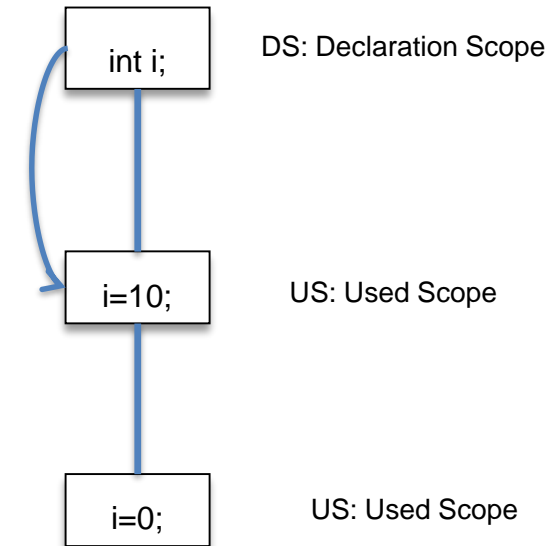 int i;
DS: Declaration Scope
i=10;
US: Used Scope
i=0;
US: Used Scope